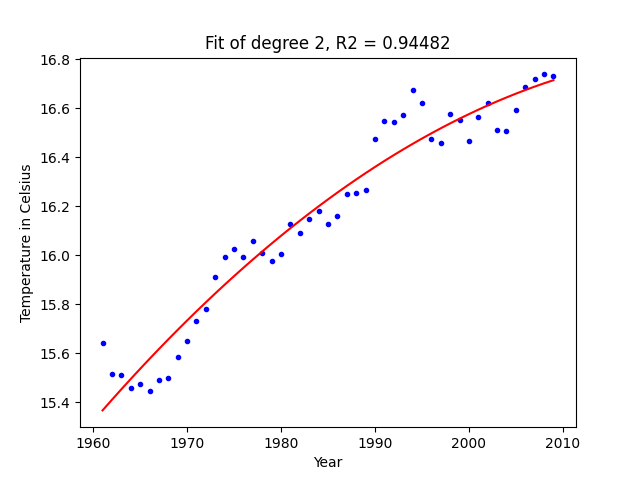 Fit of degree 2, R2 = 0.94482
16.8
16.6
16.4
16.2
16.0
15.8
15.6
15.4
Temperature in Celsius
1960 1970 1980 1990 2000 2010
Year